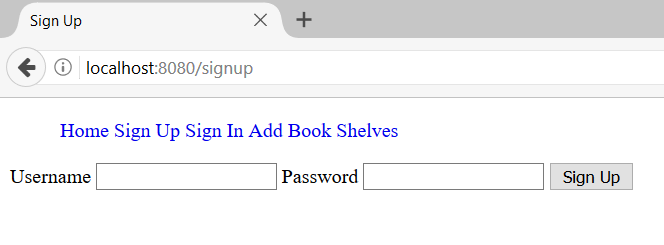 Sign Up
localhost:8080/signup
Home Sign Up Sign In Add Book Shelves
Username Password Sign Up